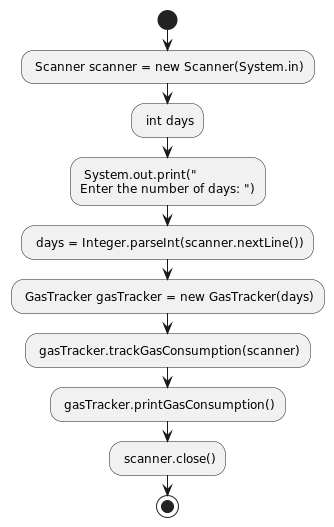 Scanner scanner = new Scanner(System.in)
int days
System.out.print("
Enter the number of days: ")
days = Integer.parseInt(scanner.nextLine())
GasTracker gasTracker = new GasTracker(days)
gasTracker.trackGasConsumption(scanner)
gasTracker.printGasConsumption()
scanner.close()